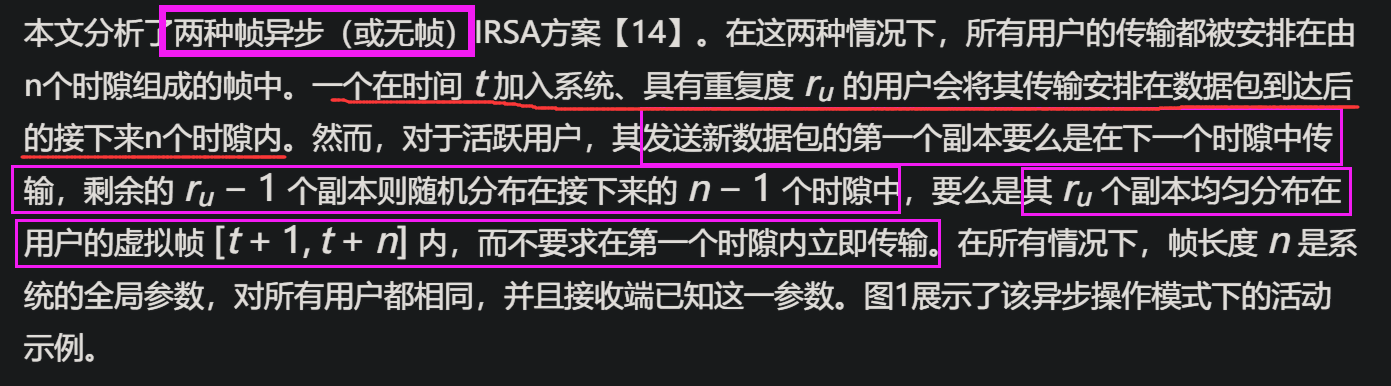 本文分析了两种帧异步（或无帧）IRSA方案【14】。在这两种情况下，所有用户的传输都被安排在由
n个时隙组成的帧中。一个在时间 t 加入系统、具有重复度 rᵤ 的用户会将其传输安排在数据包到达后
的接下来n个时隙内。然而，对于活跃用户，其发送新数据包的第一个副本要么是在下一个时隙中传
输，剩余的 rᵤ − 1 个副本则随机分布在接下来的 n − 1 个时隙中，要么是其 rᵤ 个副本均匀分布在
用户的虚拟帧 [t + 1, t + n] 内，而不要求在第一个时隙内立即传输。在所有情况下，帧长度 n 是系
统的全局参数，对所有用户都相同，并且接收端已知这一参数。图1展示了该异步操作模式下的活动
示例。